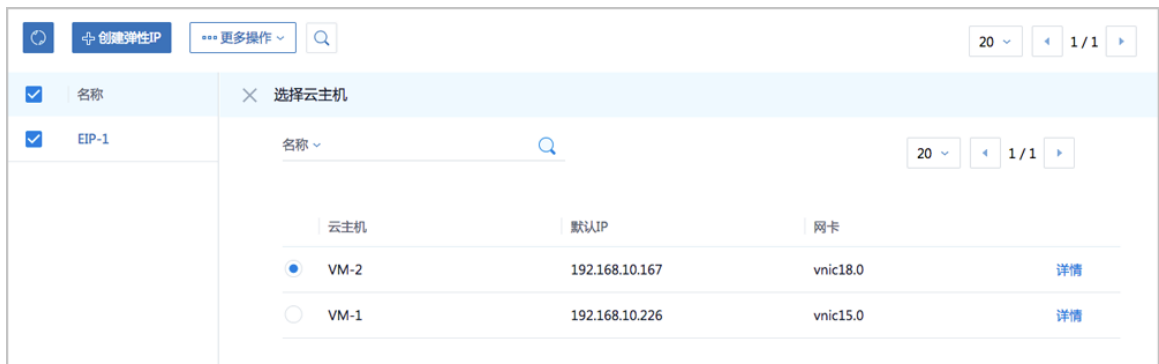 创建弹性IP 更多操作 20 1 / 1
名称 选择云主机
EIP-1 名称 20 1 / 1
云主机 默认IP 网卡
VM-2 192.168.10.167 vnic18.0 详情
VM-1 192.168.10.226 vnic15.0 详情